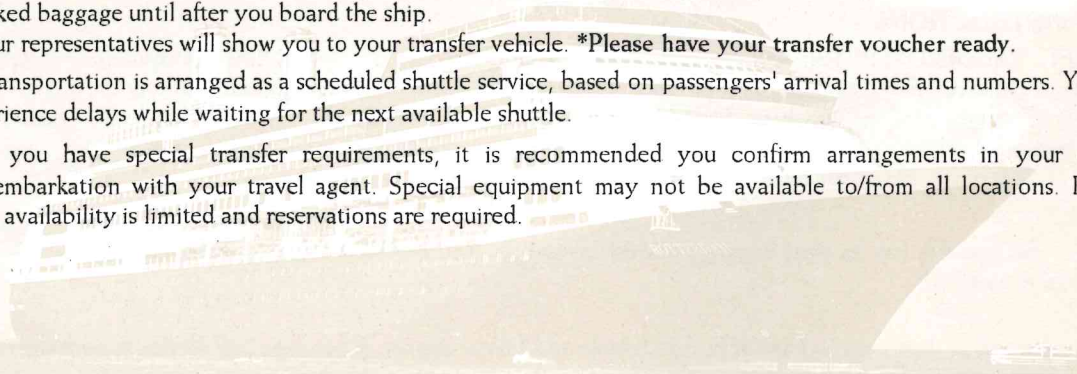 ked baggage until after you board the ship.
ur representatives will show you to your transfer vehicle. *Please have your transfer voucher ready.
ansportation is arranged as a scheduled shuttle service, based on passengers' arrival times and numbers. Y
rience delays while waiting for the next available shuttle.
you have special transfer requirements, it is recommended you confirm arrangements in your
embarkation with your travel agent. Special equipment may not be available to/from all locations.
availability is limited and reservations are required.